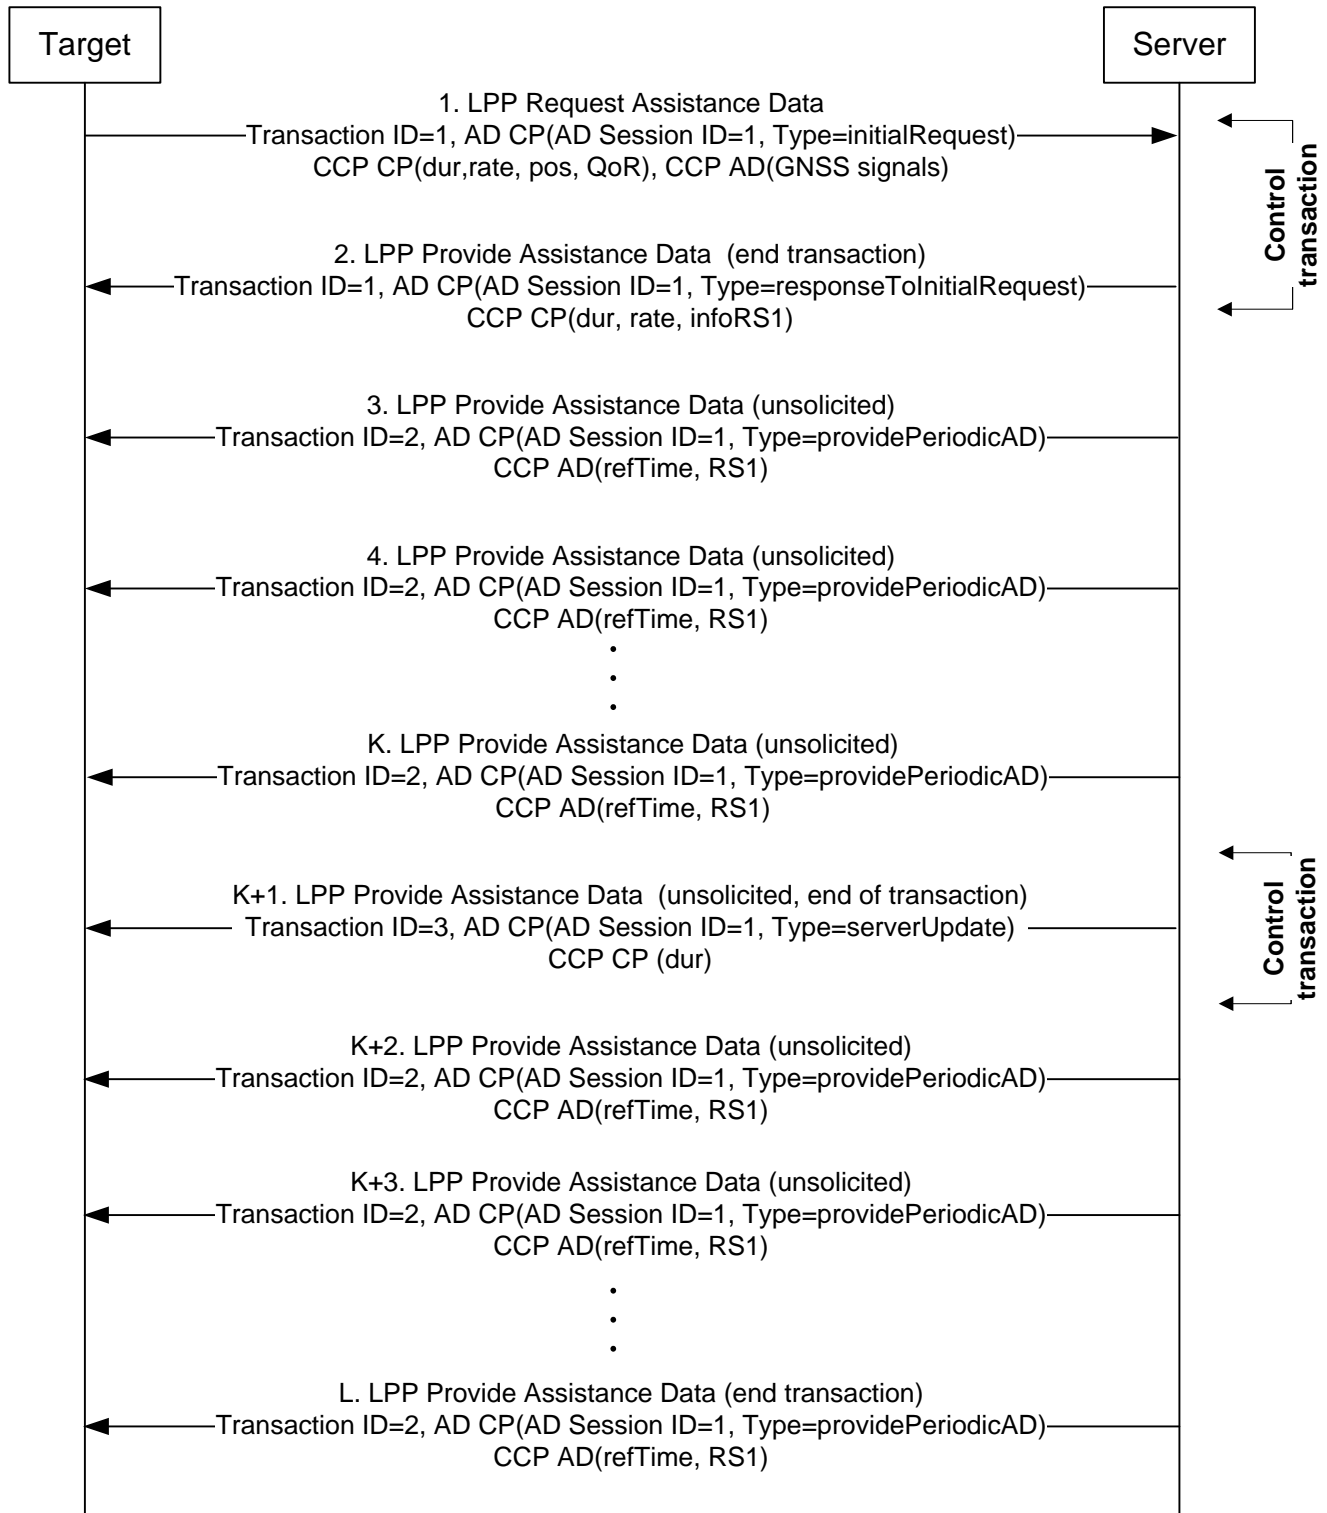 Target
Server
1. LPP Request Assistance Data
Transaction ID=1, AD CP(AD Session ID=1, Type=initialRequest)
CCP CP(dur,rate, pos, QoR), CCP AD(GNSS signals)
Control
transaction
2. LPP Provide Assistance Data  (end transaction)
Transaction ID=1, AD CP(AD Session ID=1, Type=responseToInitialRequest)
CCP CP(dur, rate, infoRS1)
3. LPP Provide Assistance Data (unsolicited)
Transaction ID=2, AD CP(AD Session ID=1, Type=providePeriodicAD)
CCP AD(refTime, RS1)
4. LPP Provide Assistance Data (unsolicited)
Transaction ID=2, AD CP(AD Session ID=1, Type=providePeriodicAD)
CCP AD(refTime, RS1)
.
.
.
K. LPP Provide Assistance Data (unsolicited)
Transaction ID=2, AD CP(AD Session ID=1, Type=providePeriodicAD)
CCP AD(refTime, RS1)
K+1. LPP Provide Assistance Data  (unsolicited, end of transaction)
Transaction ID=3, AD CP(AD Session ID=1, Type=serverUpdate)
CCP CP (dur)
Control
transaction
K+2. LPP Provide Assistance Data (unsolicited)
Transaction ID=2, AD CP(AD Session ID=1, Type=providePeriodicAD)
CCP AD(refTime, RS1)
K+3. LPP Provide Assistance Data (unsolicited)
Transaction ID=2, AD CP(AD Session ID=1, Type=providePeriodicAD)
CCP AD(refTime, RS1)
.
.
.
L. LPP Provide Assistance Data (end transaction)
Transaction ID=2, AD CP(AD Session ID=1, Type=providePeriodicAD)
CCP AD(refTime, RS1)